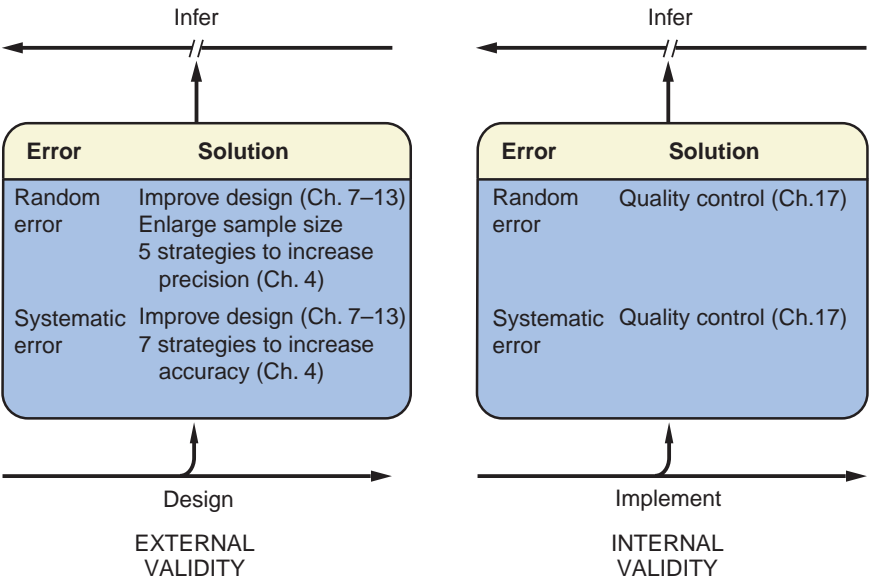 Infer
Error Solution
Random error
Improve design (Ch. 7–13)
Enlarge sample size
5 strategies to increase
precision (Ch. 4)
Systematic error
Improve design (Ch. 7–13)
7 strategies to increase
accuracy (Ch. 4)
Design
EXTERNAL
VALIDITY
Infer
Error Solution
Random error
Quality control (Ch.17)
Systematic error
Quality control (Ch.17)
Implement
INTERNAL
VALIDITY